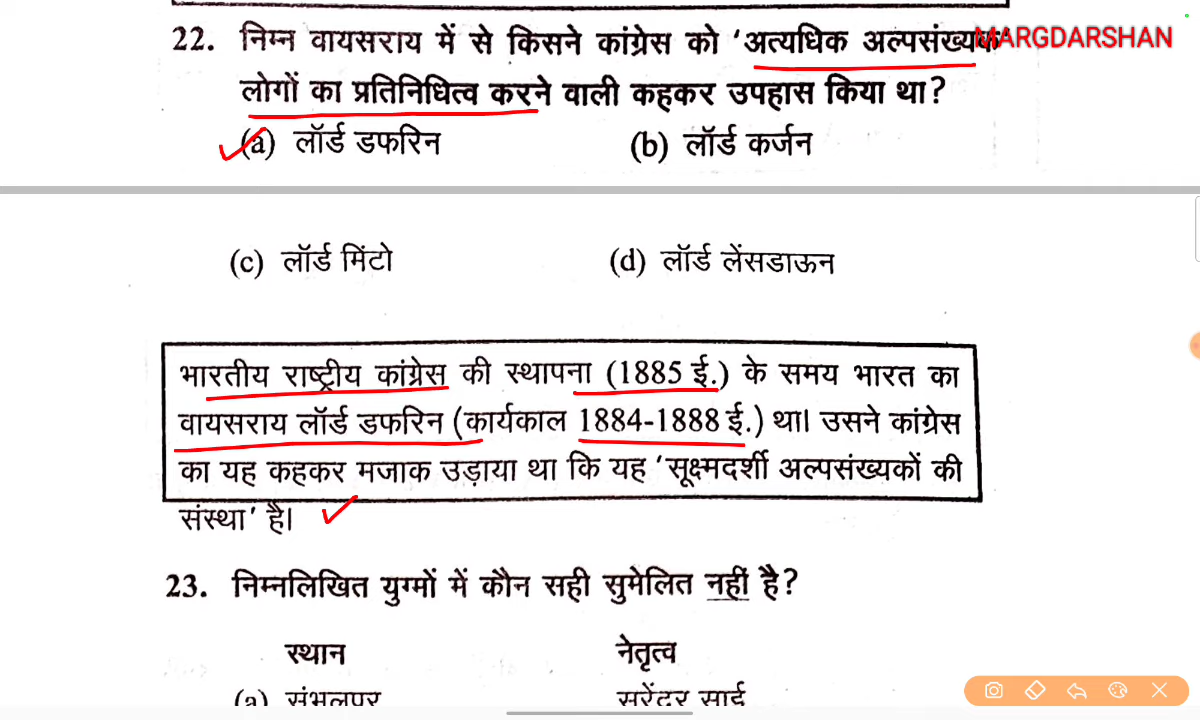 22. निम्न वायसराय में से किसने कांग्रेस को 'अत्यधिक अल्पसंख्यक
MARGDARSHAN
लोगों का प्रतिनिधित्व करने वाली कहकर उपहास किया था?
(a) लॉर्ड डफरिन (b) लॉर्ड कर्जन
(c) लॉर्ड मिंटो (d) लॉर्ड लेंसडाऊन
भारतीय राष्ट्रीय कांग्रेस की स्थापना (1885 ई.) के समय भारत का
वायसराय लॉर्ड डफरिन (कार्यकाल 1884-1888 ई.) था। उसने कांग्रेस
का यह कहकर मजाक उड़ाया था कि यह 'सूक्ष्मदर्शी अल्पसंख्यकों की
संस्था' है।
23. निम्नलिखित युग्मों में कौन सही सुमेलित नहीं है?
स्थान नेतृत्व
(a) संभलपुर सुरेंदर साई